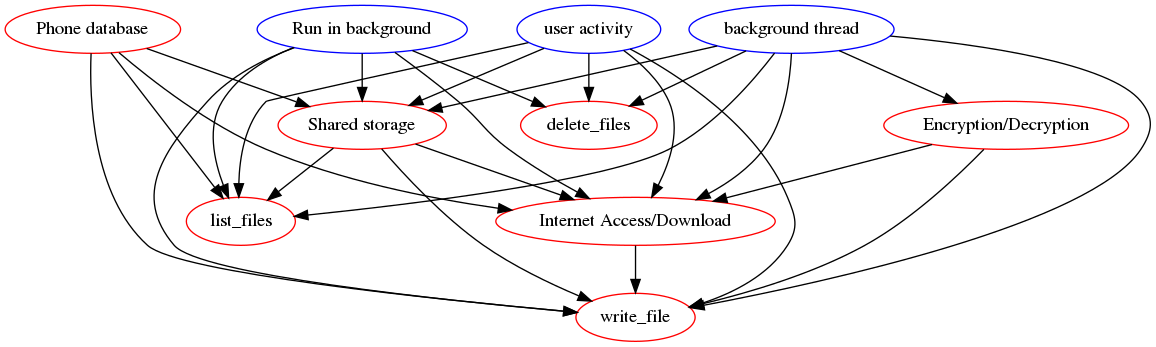 Phone database
Run in background
user activity
background thread
Shared storage
delete_files
Encryption/Decryption
list_files
Internet Access/Download
write_file